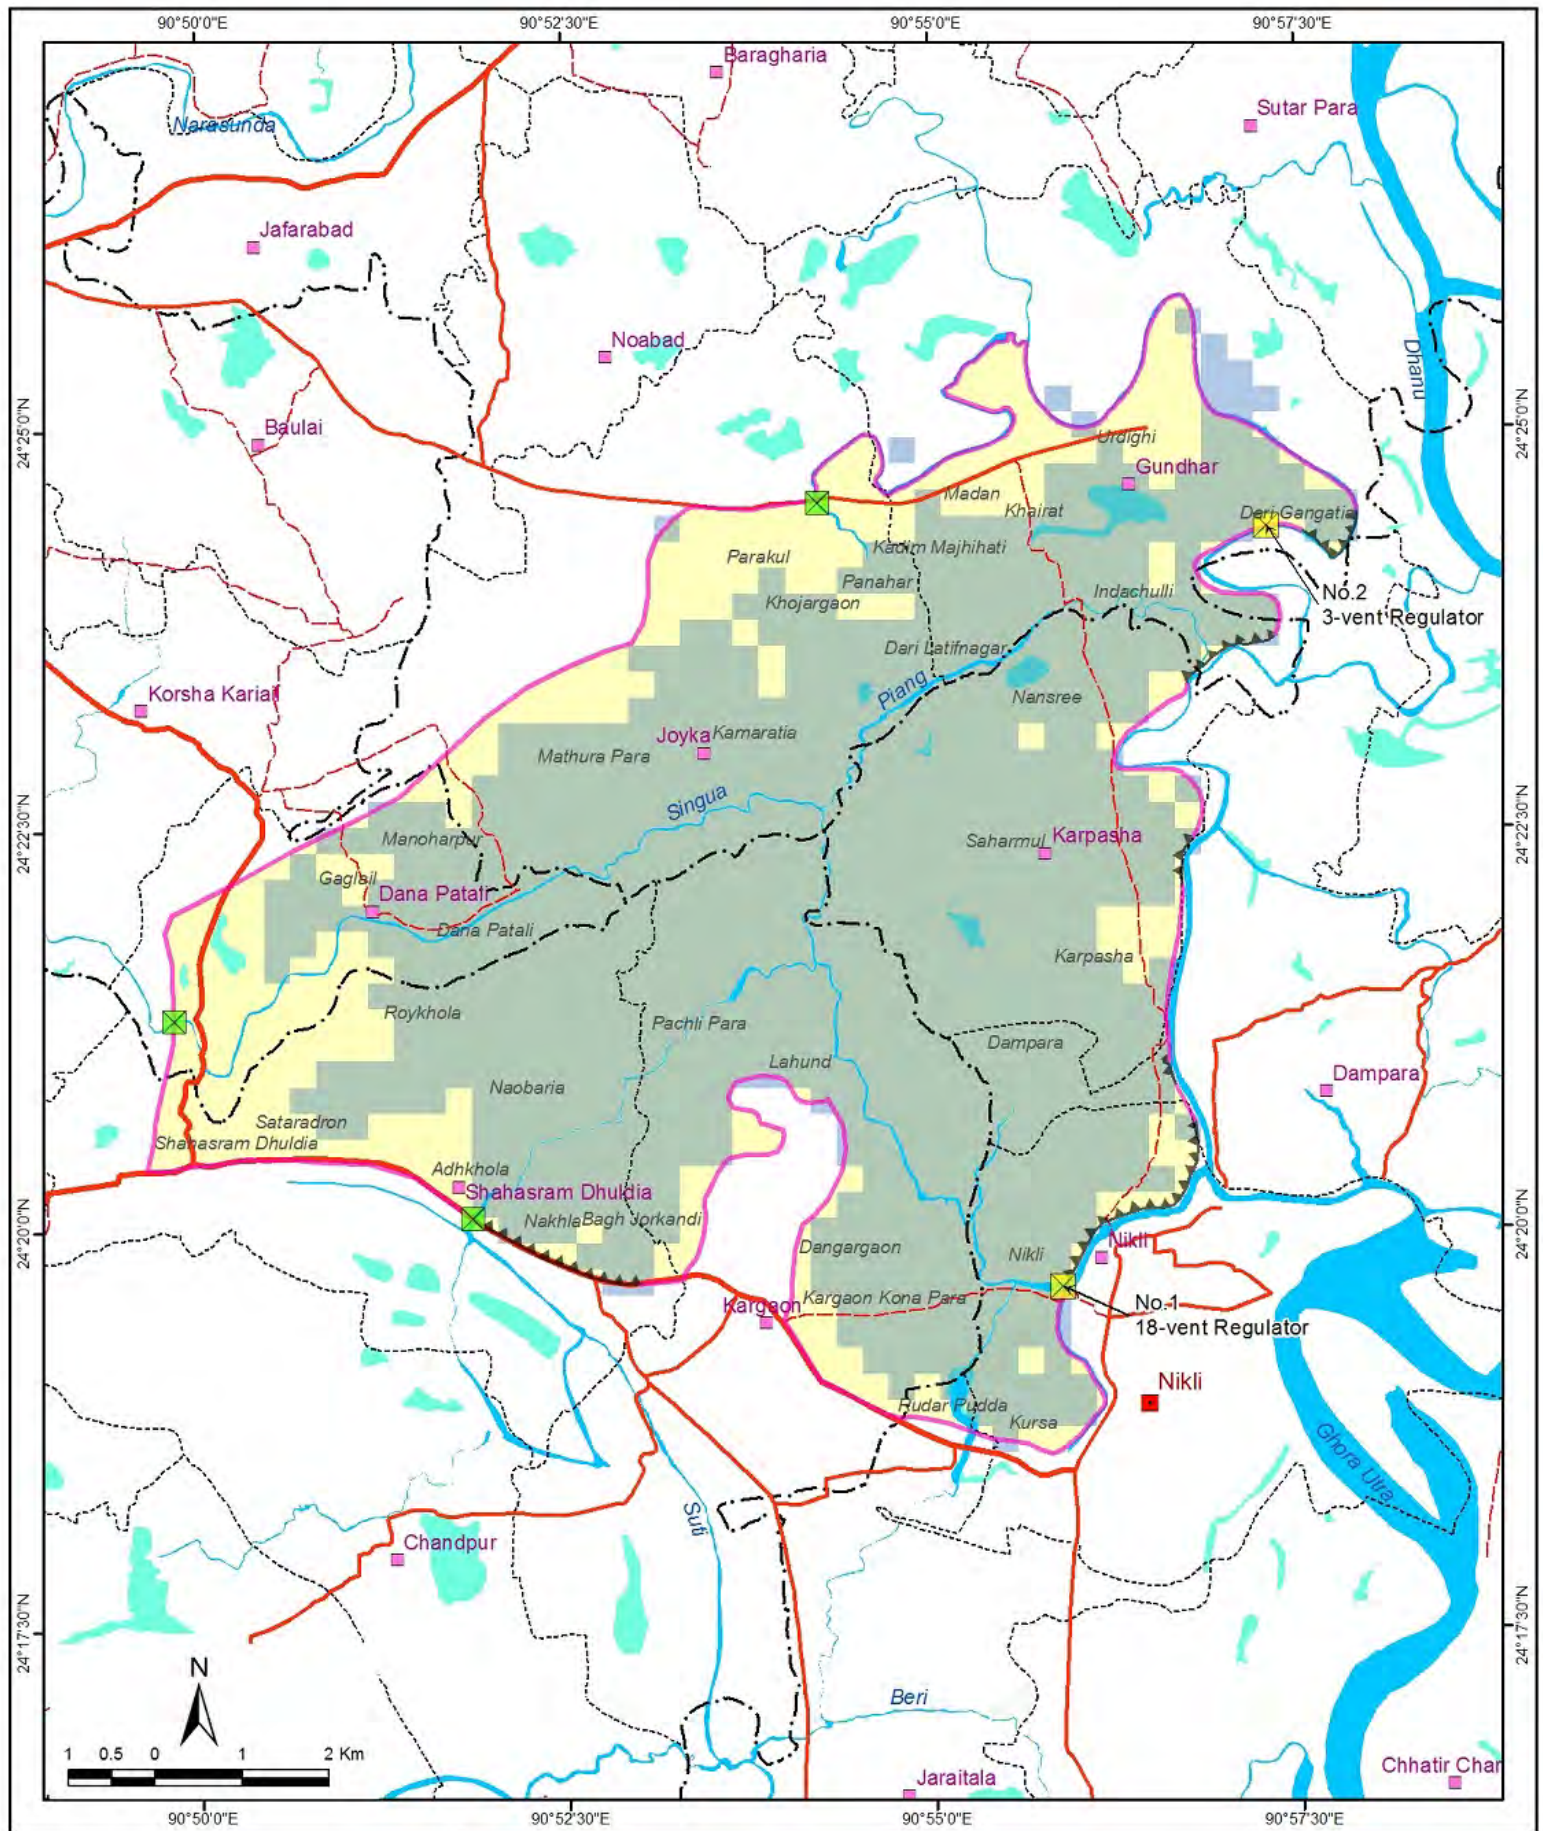 90°50'0"E
90°52'30"E
90°55'0"E
90°57'30"E
Baragharia
Sutar Para
Narasunda
Jafarabad
Noabad
Dhanu
24°25'0"N
24°25'0"N
Baulai
Urdighi
Gundhar
Madan
Khairat
Dari Gangatia
Parakul
Kadim Majhihati
Panahar
Khojargaon
Indachulli
No.2
3-vent Regulator
Dari Latifnagar
Piang
Nansree
Korsha Kariail
Joyka
Kamaratia
Mathura Para
Singua
24°22'30"N
24°22'30"N
Manoharpur
Saharmul
Karpasha
Gaglail
Dana Patali
Dana Patali
Karpasha
Roykhola
Pachli Para
Dampara
Lahund
Dampara
Naobaria
Sataradron
Shahasram Dhuldia
Adhkhola
Shahasram Dhuldia
Nakhla
Bagh Jorkandi
24°20'0"N
24°20'0"N
Dangargaon
Nikli
Nikli
Kargaon
Kargaon Kona Para
No.1
18-vent Regulator
Nikli
Rudar Pudda
Kursa
Ghora Utra
Suti
Chandpur
24°17'30"N
24°17'30"N
N
Beri
1 0.5 0 1 2 Km
Jaraitala
Chhatir Char
90°50'0"E
90°52'30"E
90°55'0"E
90°57'30"E